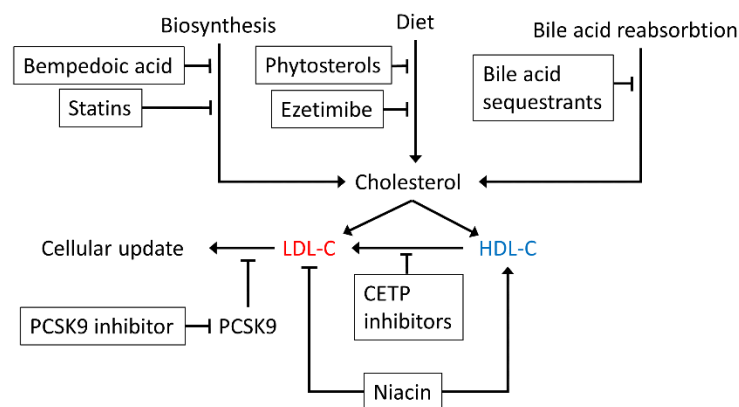 Biosynthesis
Diet
Bile acid reabsorbtion
Bempedoic acid
Phytosterols
Bile acid
sequestrants
Statins
Ezetimibe
Cholesterol
Cellular update
LDL-C
HDL-C
CETP
inhibitors
PCSK9 inhibitor
PCSK9
Niacin